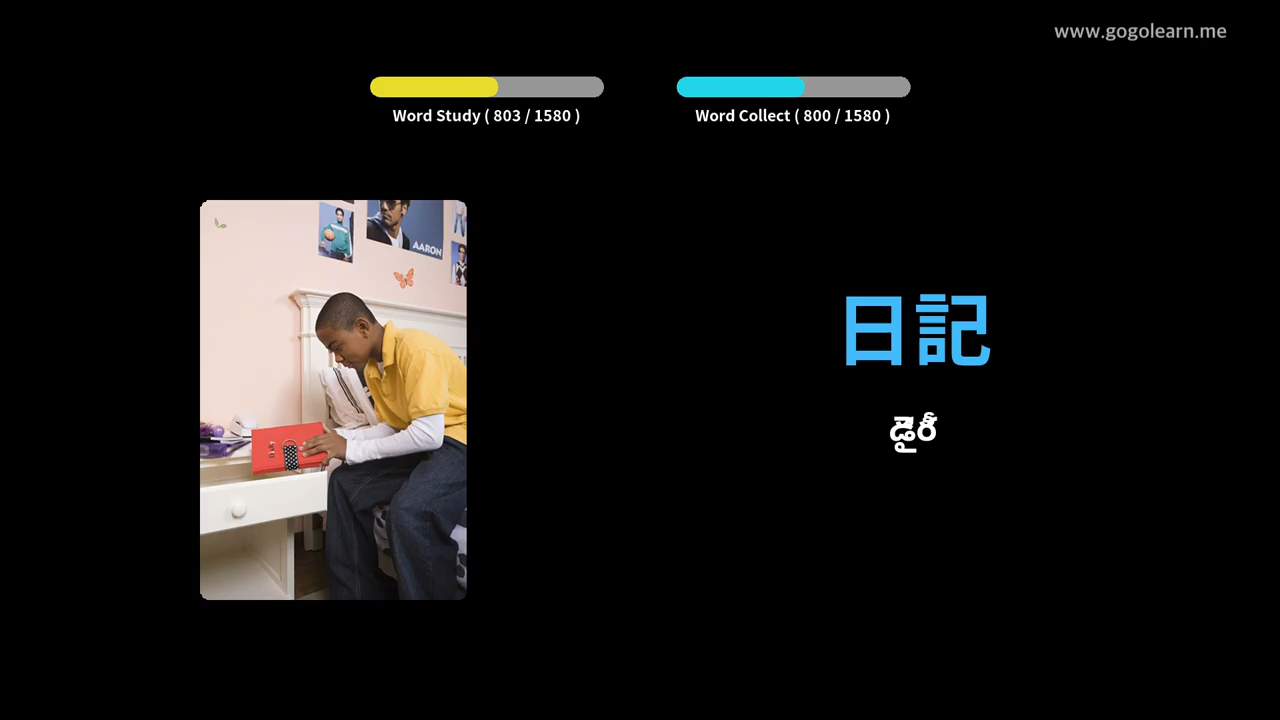 www.gogolearn.me
Word Study ( 803 / 1580 )
Word Collect ( 800 / 1580 )
AARON
日記
డైరీ